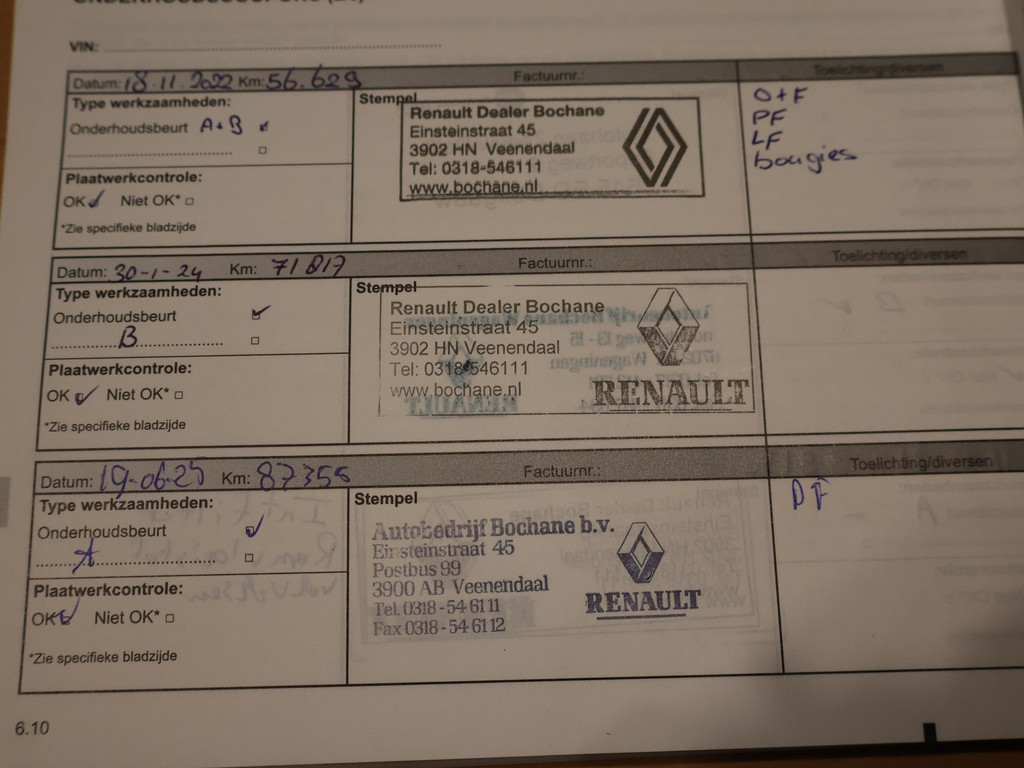 VIN:
Datum: 18.11.2022 Km: 56.629 Factuurnr.: Toelichting/diversen
Type werkzaamheden:
Onderhoudsbeurt A+B
Plaatwerkcontrole:
OK Niet OK*
*Zie specifieke bladzijde
Stempel
Renault Dealer Bochane
Einsteinstraat 45
3902 HN Veenendaal
Tel: 0318-546111
www.bochane.nl
O+F
PF
LF
bougies
Datum: 30-1-24 Km: 71817 Factuurnr.: Toelichting/diversen
Type werkzaamheden:
Onderhoudsbeurt
B
Plaatwerkcontrole:
OK Niet OK*
*Zie specifieke bladzijde
Stempel
Renault Dealer Bochane
Einsteinstraat 45
3902 HN Veenendaal
Tel: 0318-546111
www.bochane.nl
RENAULT
Datum: 19-06-25 Km: 87355 Factuurnr.: Toelichting/diversen
Type werkzaamheden:
Onderhoudsbeurt
A
Plaatwerkcontrole:
OK Niet OK*
*Zie specifieke bladzijde
Stempel
Autobedrijf Bochane b.v.
Einsteinstraat 45
Postbus 99
3900 AB Veenendaal
Tel. 0318-54 61 11
Fax 0318-54 61 12
RENAULT
PF
6.10